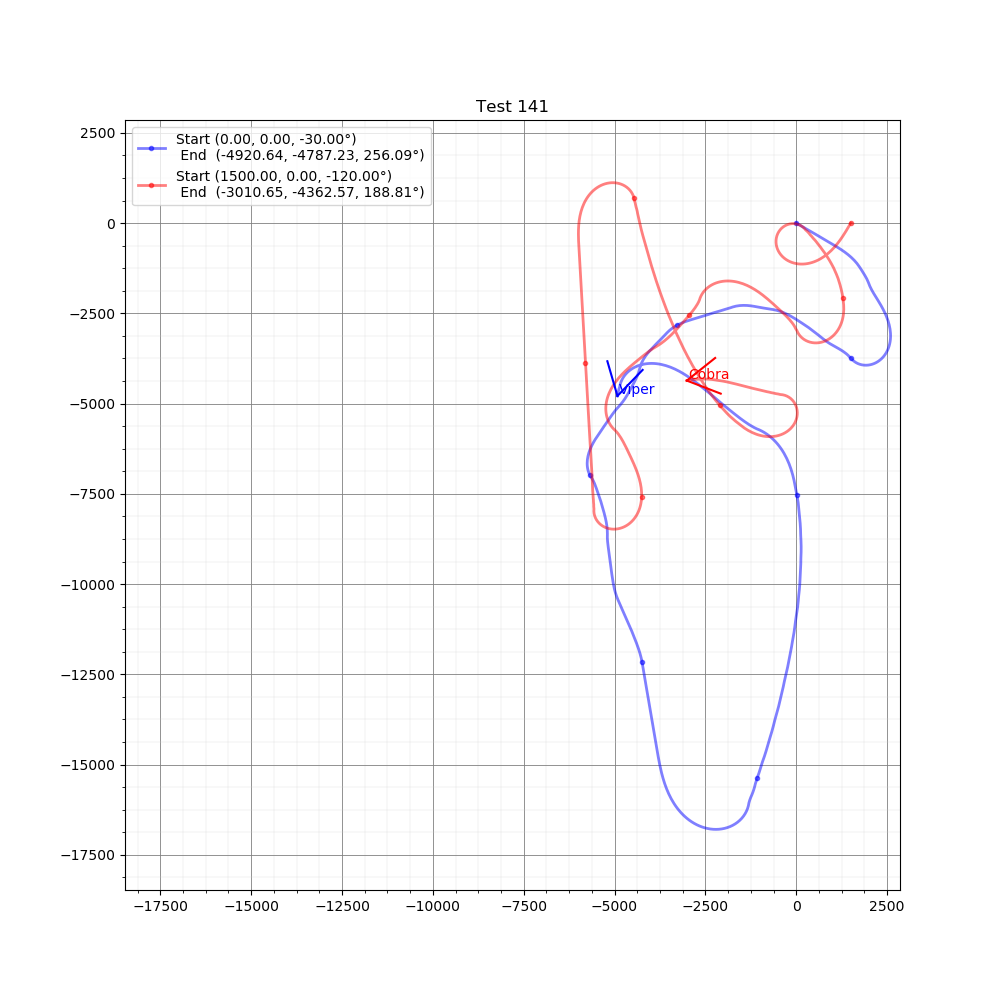 Test 141
Start (0.00, 0.00, -30.00°)
End  (-4920.64, -4787.23, 256.09°)
Start (1500.00, 0.00, -120.00°)
End  (-3010.65, -4362.57, 188.81°)
2500
0
−2500
−5000
−7500
−10000
−12500
−15000
−17500
Cobra
Viper
−17500 −15000 −12500 −10000 −7500 −5000 −2500 0 2500